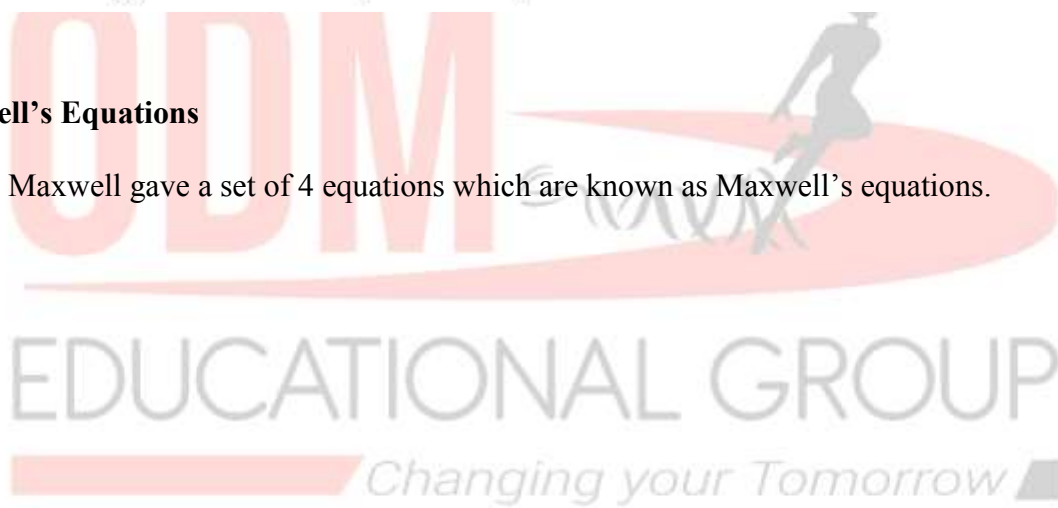 ODM
ell’s Equations
Maxwell gave a set of 4 equations which are known as Maxwell’s equations.
EDUCATIONAL GROUP
Changing your Tomorrow